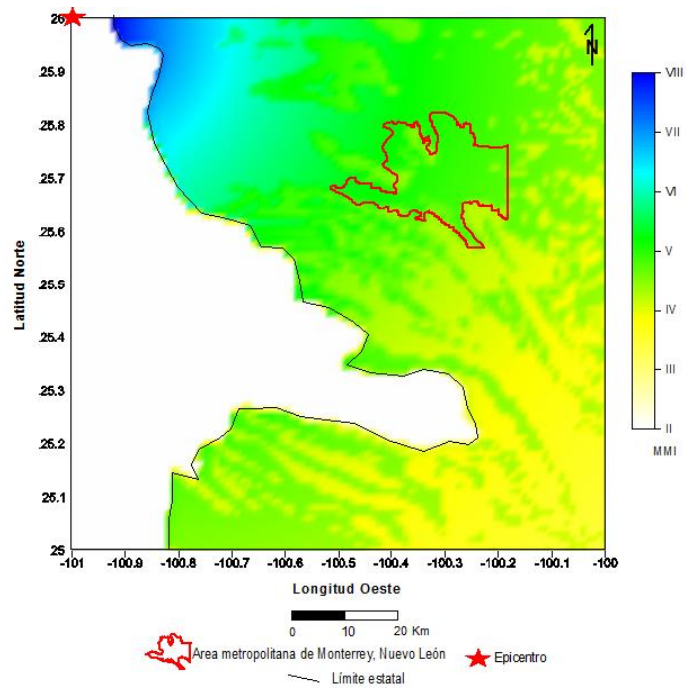 26
25.9
25.8
25.7
25.6
25.5
25.4
25.3
25.2
25.1
25
Latitud Norte
N
VIII
VII
VI
V
IV
III
II
MMI
-101 -100.9 -100.8 -100.7 -100.6 -100.5 -100.4 -100.3 -100.2 -100.1 -100
Longitud Oeste
0 10 20 Km
Area metropolitana de Monterrey, Nuevo León
Epicentro
Límite estatal